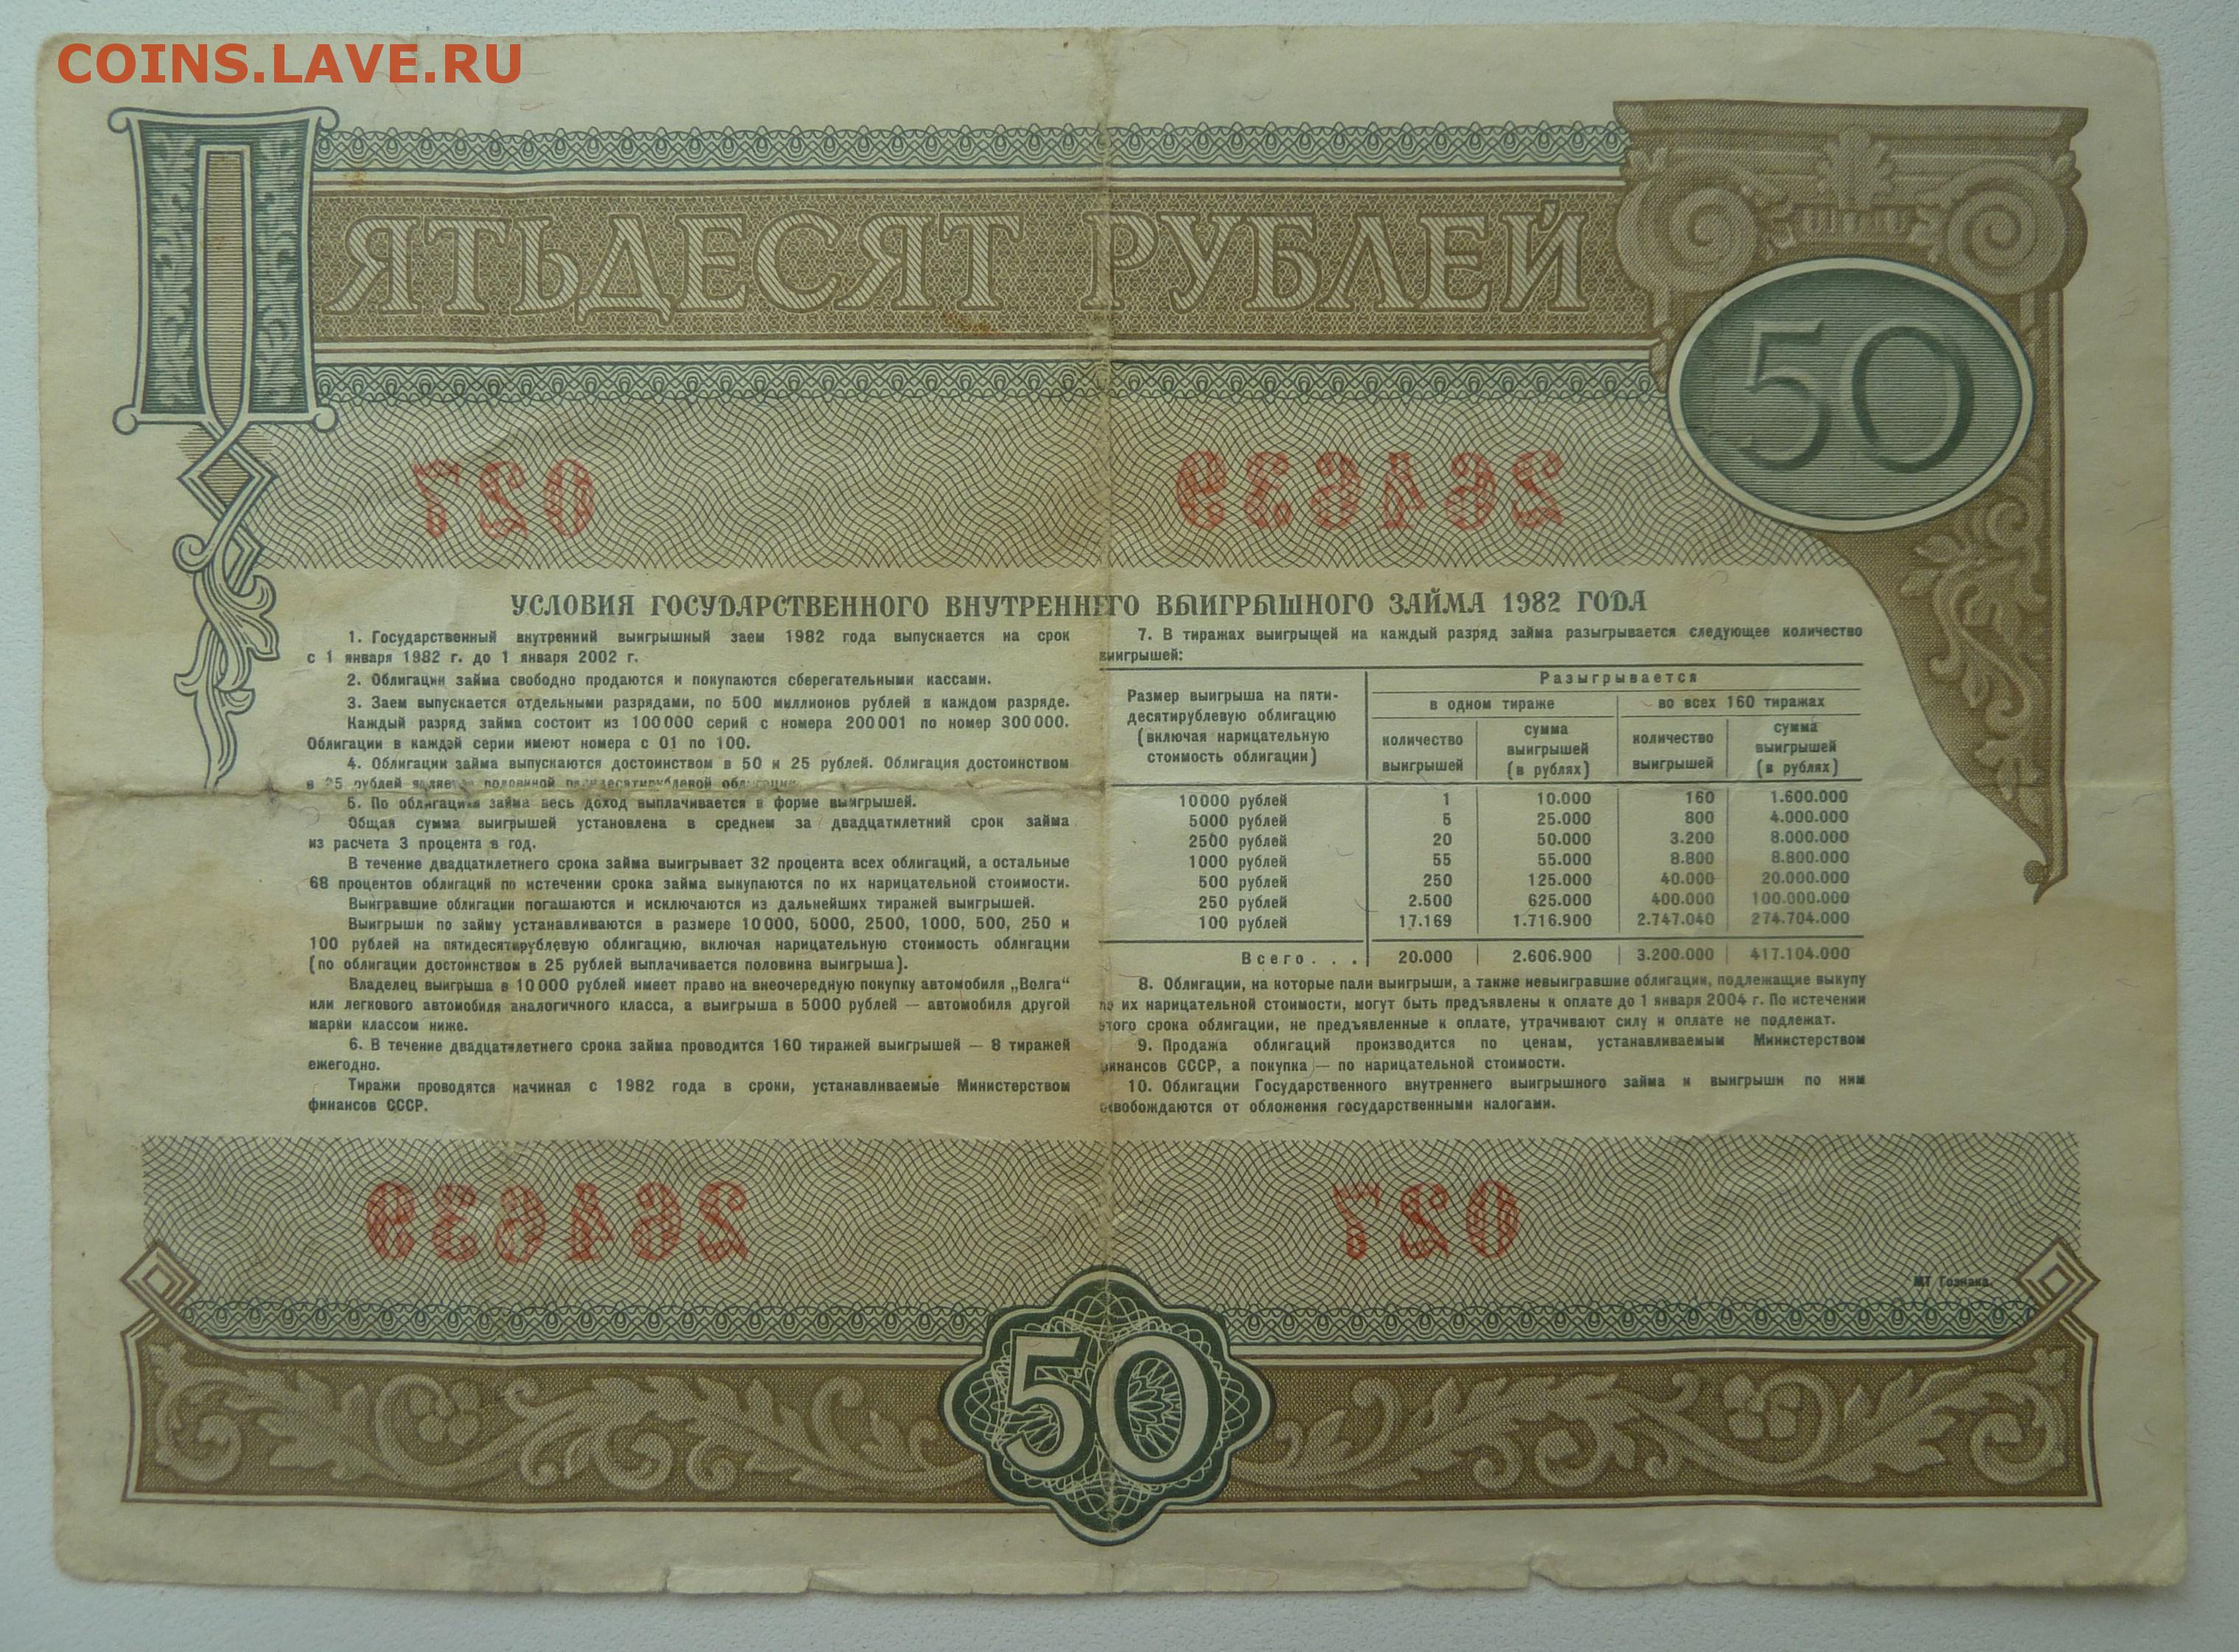 COINS.LAVE.RU
ПЯТЬДЕСЯТ РУБЛЕЙ
50
027 264639
УСЛОВИЯ ГОСУДАРСТВЕННОГО ВНУТРЕННЕГО ВЫИГРЫШНОГО ЗАЙМА 1982 ГОДА
1. Государственный внутренний выигрышный заем 1982 года выпускается на срок
с 1 января 1982 г. до 1 января 2002 г.
2. Облигации займа свободно продаются и покупаются сберегательными кассами.
3. Заем выпускается отдельными разрядами, по 500 миллионов рублей в каждом разряде.
Каждый разряд займа состоит из 100000 серий с номера 200001 по номер 300000.
Облигации в каждой серии имеют номера с 01 по 100.
4. Облигации займа выпускаются достоинством в 50 и 25 рублей. Облигация достоинством
в 25 рублей является половиной пятидесятирублевой облигации.
5. По облигациям займа весь доход выплачивается в форме выигрышей.
Общая сумма выигрышей установлена в среднем за двадцатилетний срок займа
из расчета 3 процента в год.
В течение двадцатилетнего срока займа выигрывает 32 процента всех облигаций, а остальные
68 процентов облигаций по истечении срока займа выкупаются по их нарицательной стоимости.
Выигравшие облигации погашаются и исключаются из дальнейших тиражей выигрышей.
Выигрыши по займу устанавливаются в размере 10000, 5000, 2500, 1000, 500, 250 и
100 рублей на пятидесятирублевую облигацию, включая нарицательную стоимость облигации
(по облигации достоинством в 25 рублей выплачивается половина выигрыша).
Владелец выигрыша в 10000 рублей имеет право на внеочередную покупку автомобиля „Волга“
или легкового автомобиля аналогичного класса, а выигрыша в 5000 рублей — автомобиля другой
марки классом ниже.
6. В течение двадцатилетнего срока займа проводится 160 тиражей выигрышей — 8 тиражей
ежегодно.
Тиражи проводятся начиная с 1982 года в сроки, устанавливаемые Министерством
финансов СССР.
7. В тиражах выигрышей на каждый разряд займа разыгрывается следующее количество
выигрышей:
Размер выигрыша на пяти-
десятирублевую облигацию
(включая нарицательную
стоимость облигации)
Разыгрывается
в одном тираже во всех 160 тиражах
количество выигрышей сумма выигрышей (в рублях) количество выигрышей сумма выигрышей (в рублях)
10000 рублей 1 10.000 160 1.600.000
5000 рублей 5 25.000 800 4.000.000
2500 рублей 20 50.000 3.200 8.000.000
1000 рублей 55 55.000 8.800 8.800.000
500 рублей 250 125.000 40.000 20.000.000
250 рублей 2.500 625.000 400.000 100.000.000
100 рублей 17.169 1.716.900 2.747.040 274.704.000
Всего... 20.000 2.606.900 3.200.000 417.104.000
8. Облигации, на которые пали выигрыши, а также невыигравшие облигации, подлежащие выкупу
по их нарицательной стоимости, могут быть предъявлены к оплате до 1 января 2004 г. По истечении
этого срока облигации, не предъявленные к оплате, утрачивают силу и оплате не подлежат.
9. Продажа облигаций производится по ценам, устанавливаемым Министерством
финансов СССР, а покупка — по нарицательной стоимости.
10. Облигации Государственного внутреннего выигрышного займа и выигрыши по ним
освобождаются от обложения государственными налогами.
264639 027
МТ Гознака.
50